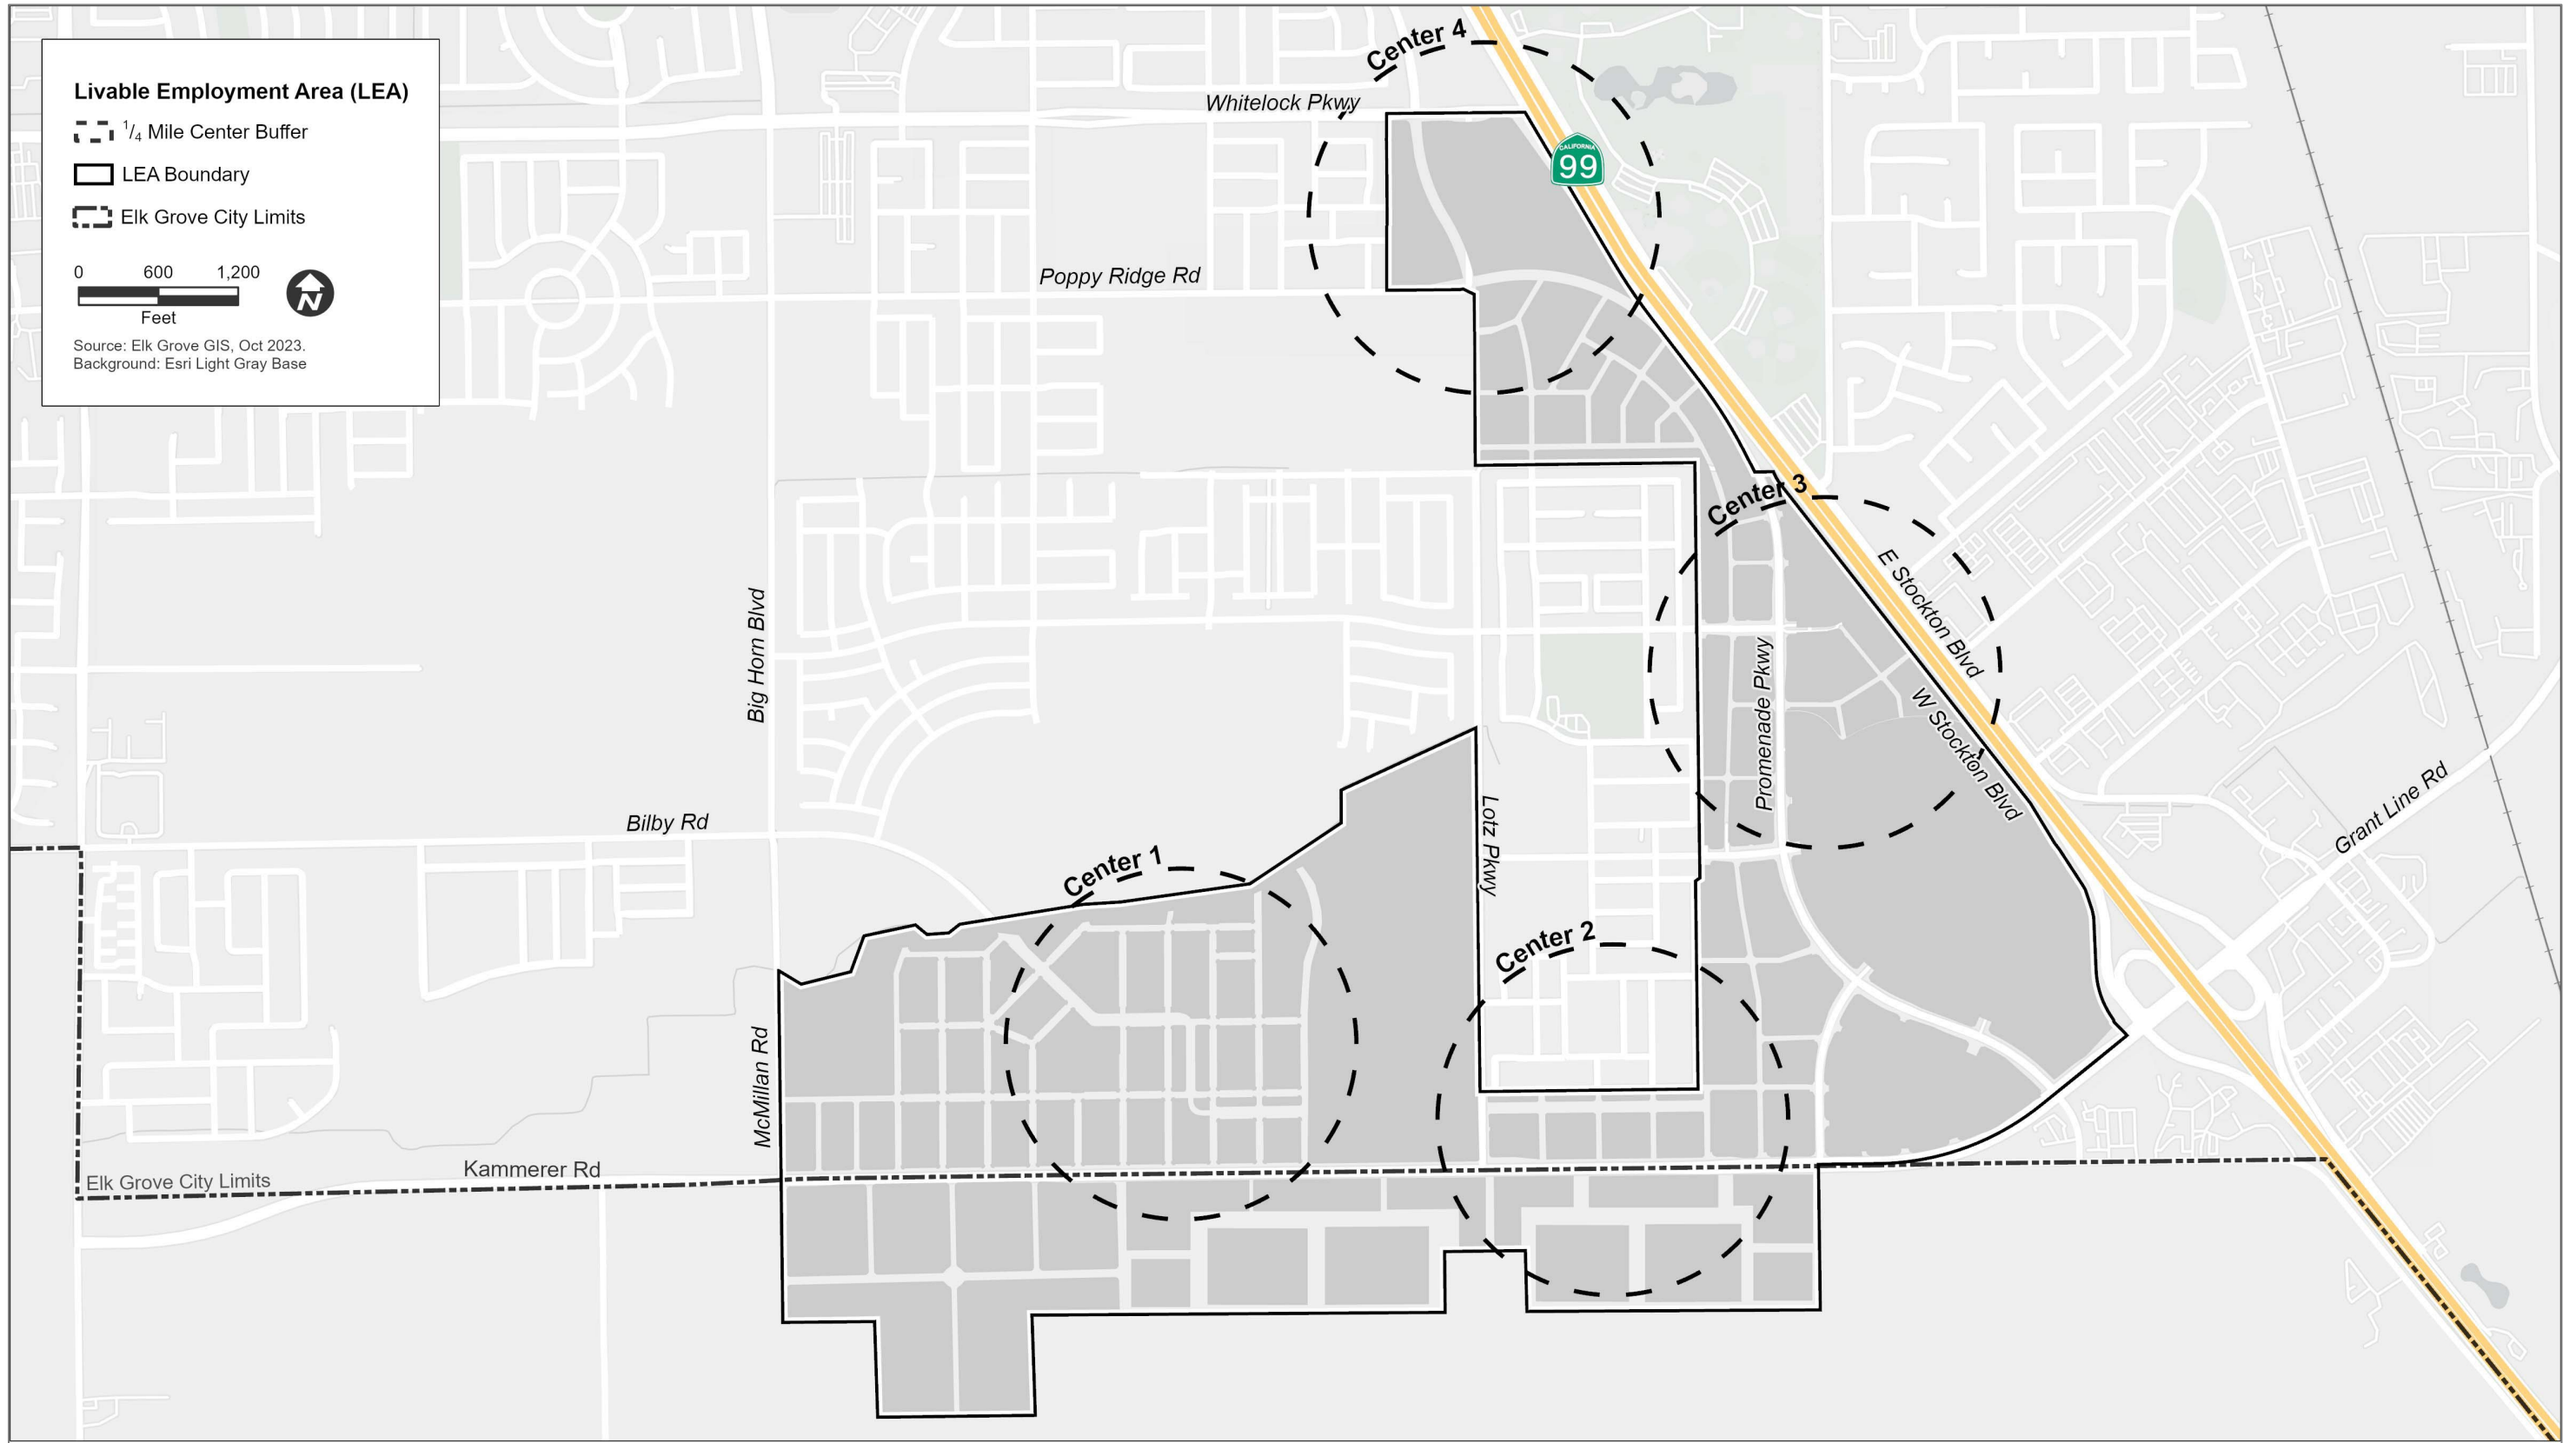 Livable Employment Area (LEA)
1/4 Mile Center Buffer
LEA Boundary
Elk Grove City Limits
0 600 1,200
Feet
N
Source: Elk Grove GIS, Oct 2023.
Background: Esri Light Gray Base
Center 4
Whitelock Pkwy
CALIFORNIA
99
Poppy Ridge Rd
Center 3
E Stockton Blvd
Big Horn Blvd
Promenade Pkwy
W Stockton Blvd
Grant Line Rd
Bilby Rd
Lotz Pkwy
Center 1
Center 2
McMillan Rd
Kammerer Rd
Elk Grove City Limits